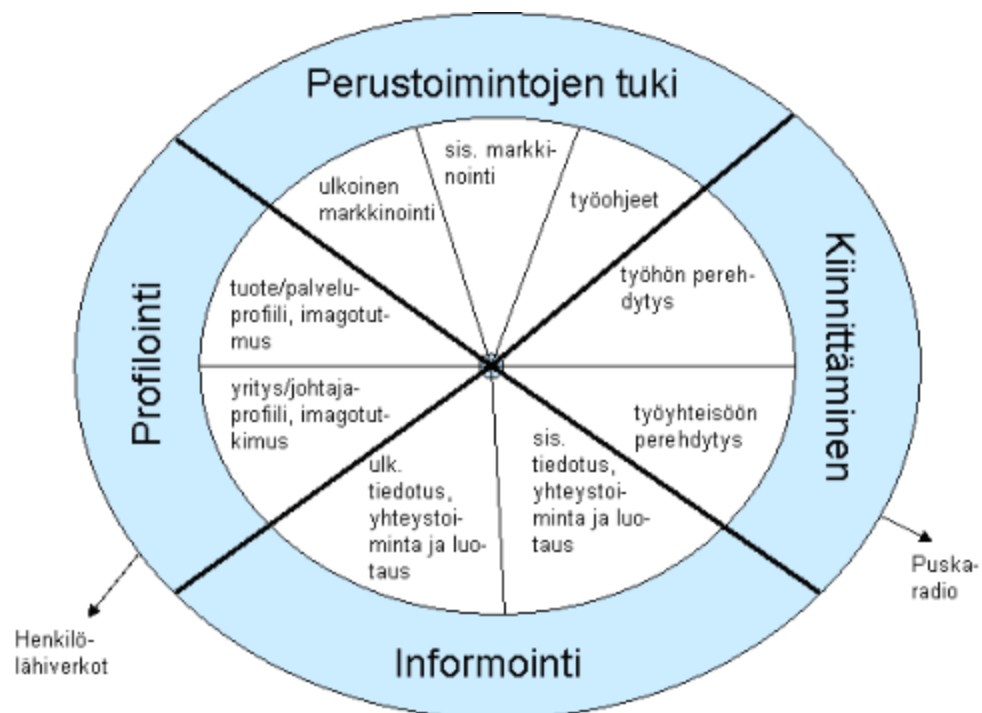 Perustoimintojen tuki
sis. markki-
nointi
ulkoinen
markkinointi
työohjeet
Profilointi
tuote/palvelu-
profiili, imagotut-
mus
yritys/johtaja-
profiili, imagotut-
kimus
työhön pereh-
dytys
työyhteisöön
perehdytys
Kiinnittäminen
ulk.
tiedotus,
yhteystoi-
minta ja luo-
taus
sis.
tiedotus,
yhteystoi-
minta ja luo-
taus
Informointi
Henkilö-
lähiverkot
Puska-
radio